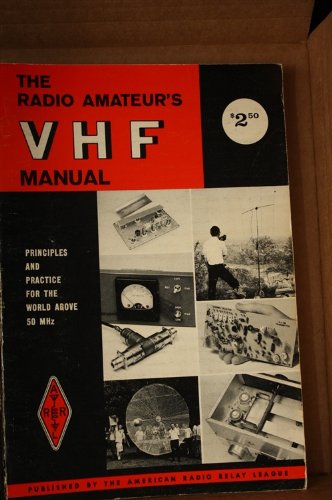 THE
RADIO AMATEUR'S
$2.50
VHF
MANUAL
PRINCIPLES
AND
PRACTICE
FOR THE
WORLD ABOVE
50 MHz
A
R R
L
PUBLISHED BY THE AMERICAN RADIO RELAY LEAGUE